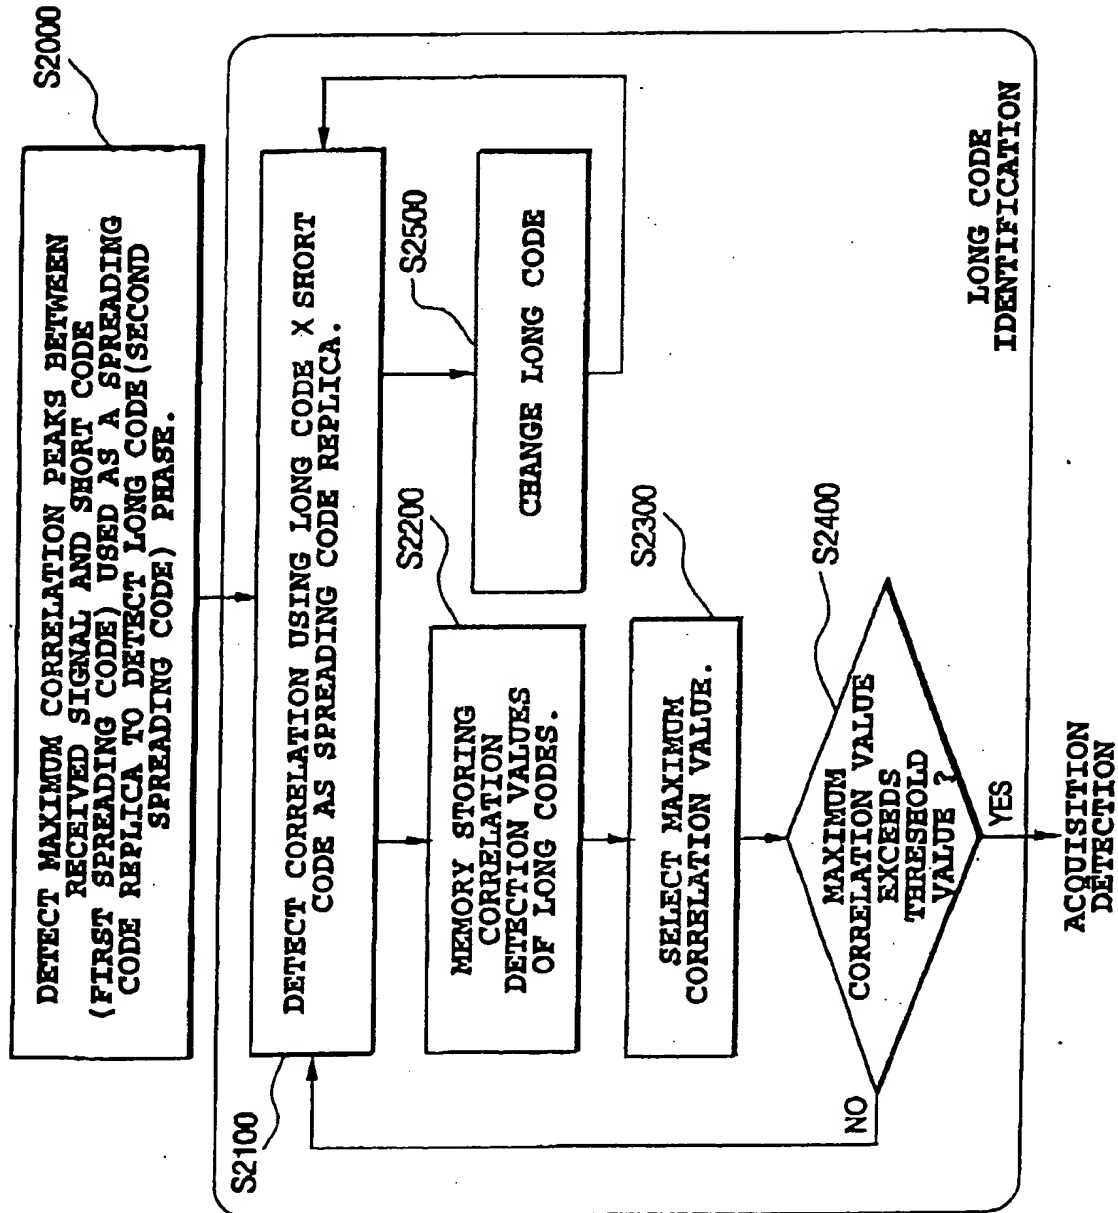 S2000
DETECT MAXIMUM CORRELATION PEAKS BETWEEN
RECEIVED SIGNAL AND SHORT CODE
(FIRST SPREADING CODE) USED AS A SPREADING
CODE REPLICA TO DETECT LONG CODE(SECOND
SPREADING CODE) PHASE.
S2100
DETECT CORRELATION USING LONG CODE X SHORT
CODE AS SPREADING CODE REPLICA.
S2500
CHANGE LONG CODE
S2200
MEMORY STORING
CORRELATION
DETECTION VALUES
OF LONG CODES.
S2300
SELECT MAXIMUM
CORRELATION VALUE.
S2400
MAXIMUM
CORRELATION VALUE
EXCEEDS
THRESHOLD
VALUE ?
NO
YES
LONG CODE
IDENTIFICATION
ACQUISITION
DETECTION